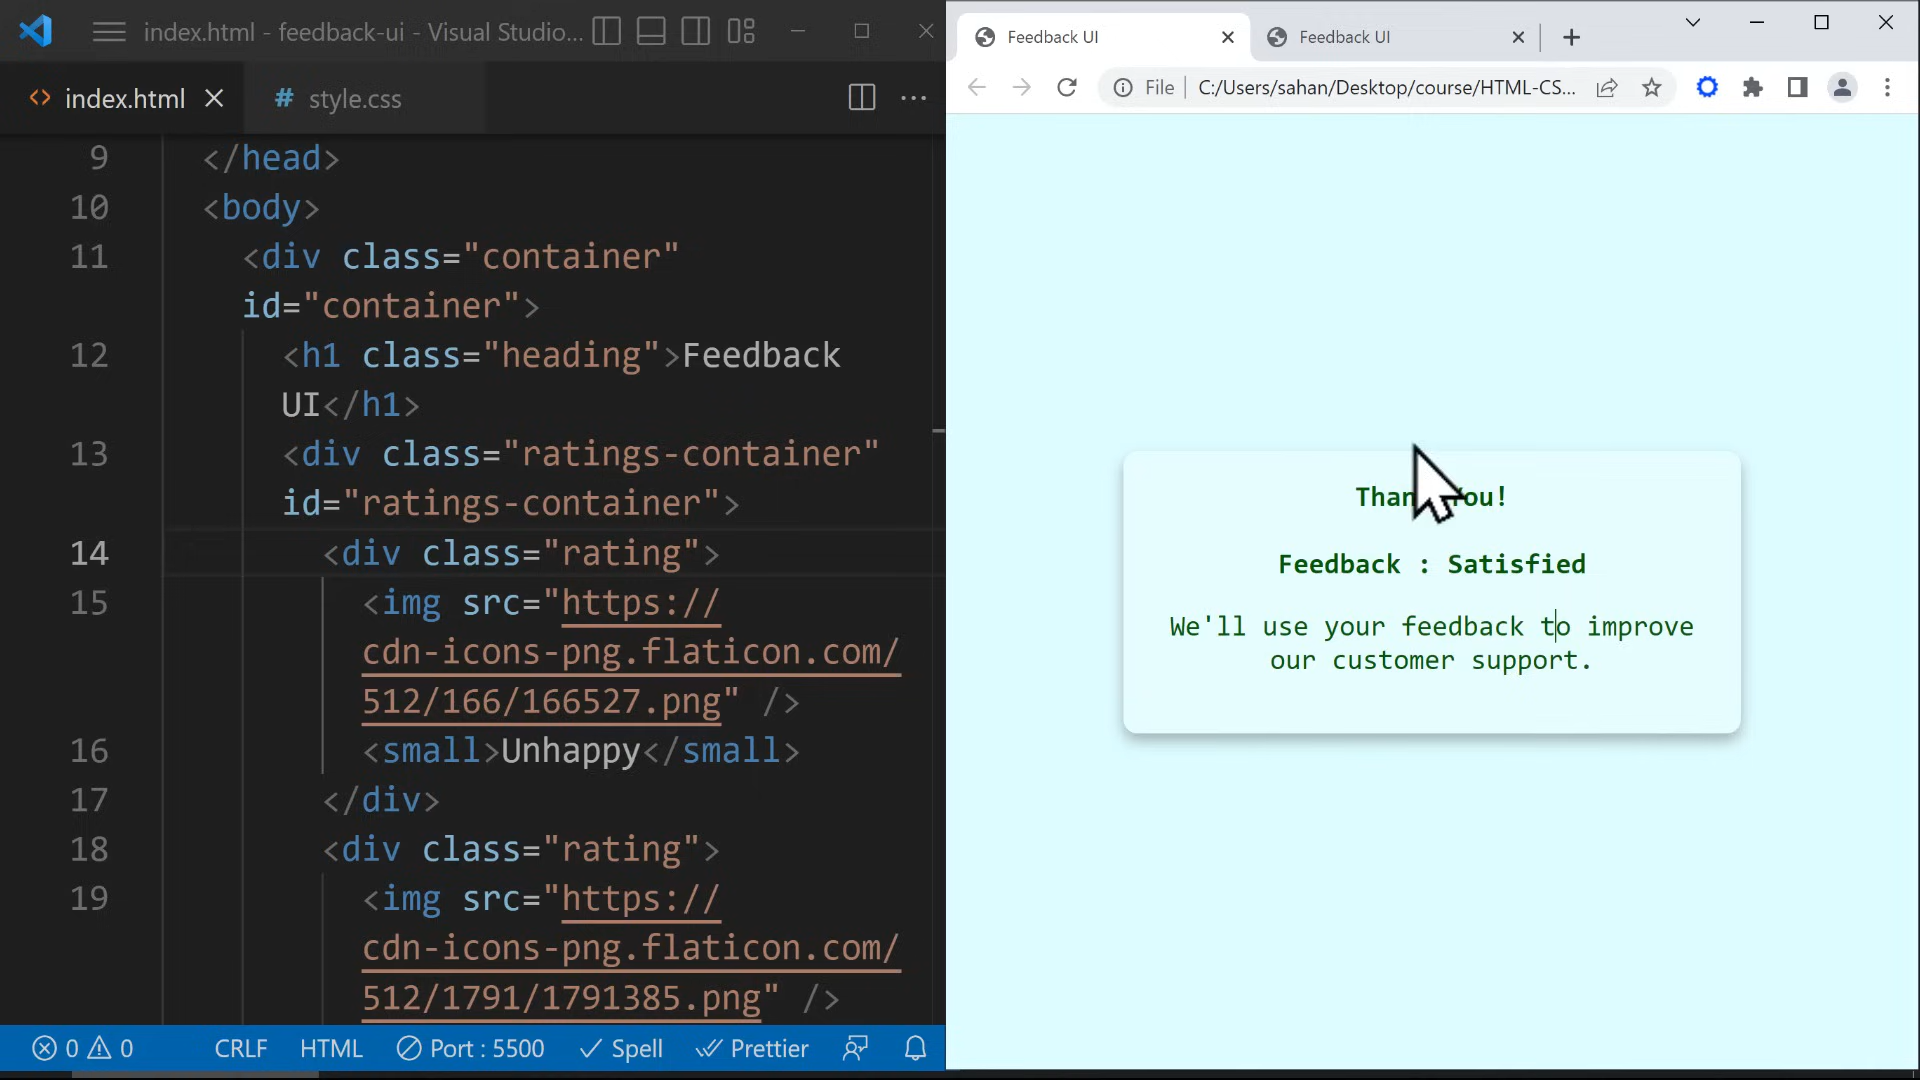 index.html - feedback-ui - Visual Studio...
index.html
style.css
9 </head>
10 <body>
11 <div class="container"
id="container">
12 <h1 class="heading">Feedback
UI</h1>
13 <div class="ratings-container"
id="ratings-container">
14 <div class="rating">
15 <img src="https://
cdn-icons-png.flaticon.com/
512/166/166527.png" />
16 <small>Unhappy</small>
17 </div>
18 <div class="rating">
19 <img src="https://
cdn-icons-png.flaticon.com/
512/1791/1791385.png" />
0 0 CRLF HTML Port : 5500 Spell Prettier
Feedback UI
Feedback UI
File C:/Users/sahan/Desktop/course/HTML-CS...
Thank You!
Feedback : Satisfied
We'll use your feedback to improve
our customer support.